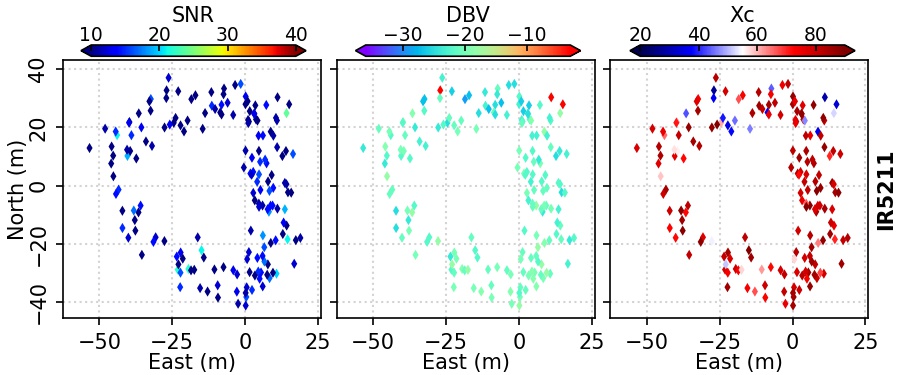 SNR DBV Xc
10 20 30 40 −30 −20 −10 20 40 60 80
40
20
0
−20
−40
North (m)
−50 −25 0 25 −50 −25 0 25 −50 −25 0 25
East (m) East (m) East (m)
IR5211